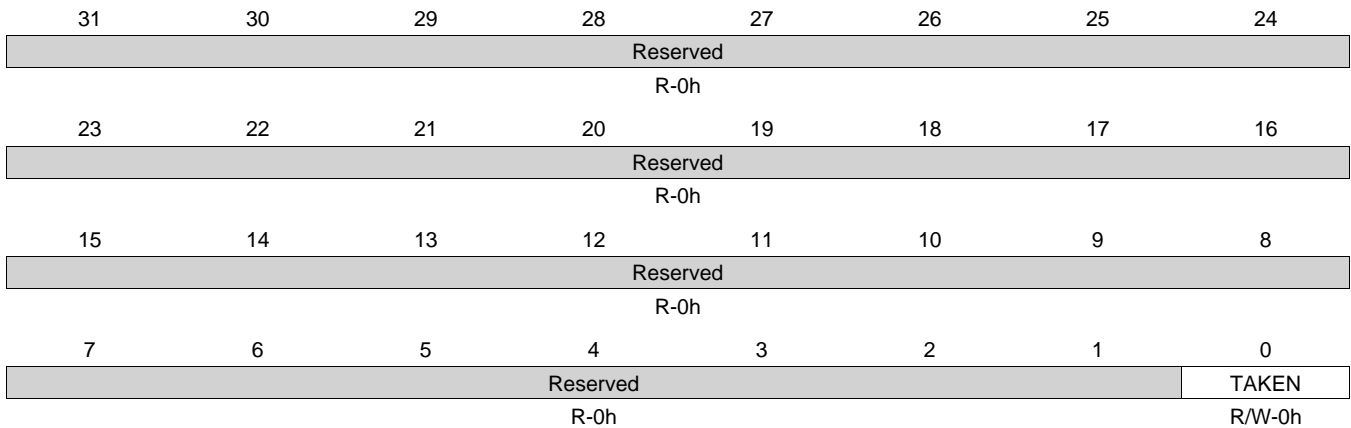 31 30 29 28 27 26 25 24
Reserved
R-0h
23 22 21 20 19 18 17 16
Reserved
R-0h
15 14 13 12 11 10 9 8
Reserved
R-0h
7 6 5 4 3 2 1 0
Reserved TAKEN
R-0h R/W-0h